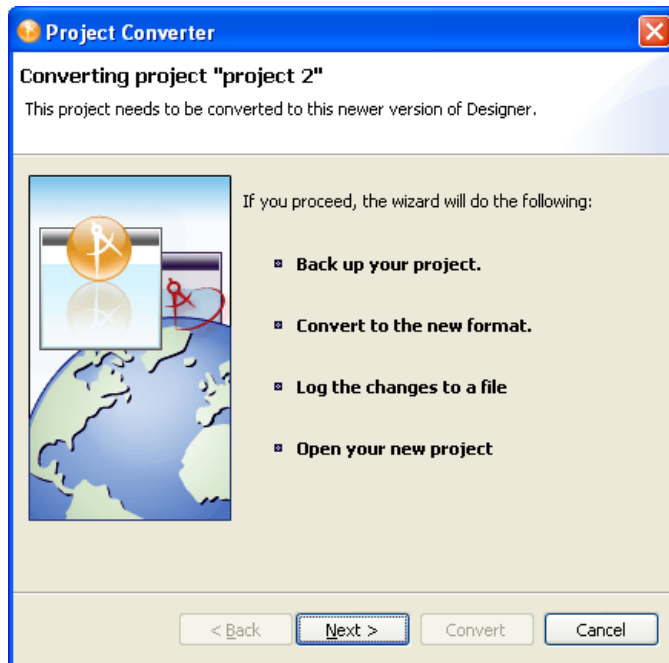 Project Converter
Converting project "project 2"
This project needs to be converted to this newer version of Designer.
If you proceed, the wizard will do the following:
Back up your project.
Convert to the new format.
Log the changes to a file
Open your new project
< Back
Next >
Convert
Cancel